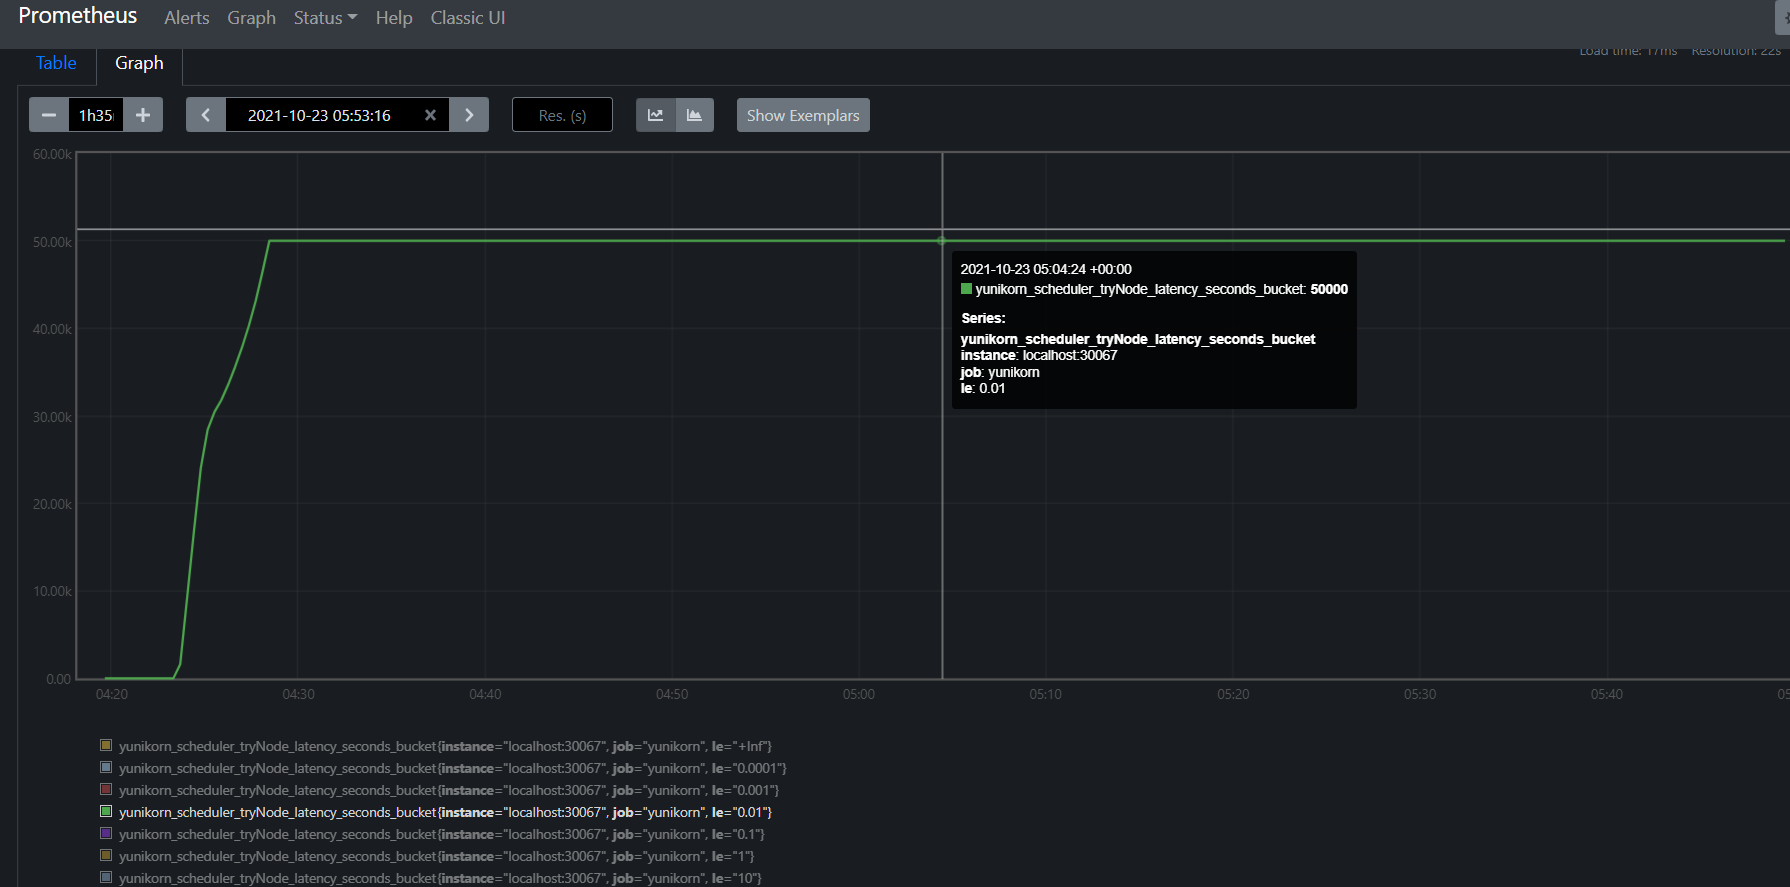 Prometheus Alerts Graph Status Help Classic UI
Load time: 17ms Resolution: 22s
Table Graph
1h35 2021-10-23 05:53:16 Res. (s) Show Exemplars
60.00k
50.00k
2021-10-23 05:04:24 +00:00
yunikorn_scheduler_tryNode_latency_seconds_bucket: 50000
Series:
40.00k
yunikorn_scheduler_tryNode_latency_seconds_bucket
instance: localhost:30067
job: yunikorn
le: 0.01
30.00k
20.00k
10.00k
0.00
04:20 04:30 04:40 04:50 05:00 05:10 05:20 05:30 05:40
yunikorn_scheduler_tryNode_latency_seconds_bucket{instance="localhost:30067", job="yunikorn", le="+Inf"}
yunikorn_scheduler_tryNode_latency_seconds_bucket{instance="localhost:30067", job="yunikorn", le="0.0001"}
yunikorn_scheduler_tryNode_latency_seconds_bucket{instance="localhost:30067", job="yunikorn", le="0.001"}
yunikorn_scheduler_tryNode_latency_seconds_bucket{instance="localhost:30067", job="yunikorn", le="0.01"}
yunikorn_scheduler_tryNode_latency_seconds_bucket{instance="localhost:30067", job="yunikorn", le="0.1"}
yunikorn_scheduler_tryNode_latency_seconds_bucket{instance="localhost:30067", job="yunikorn", le="1"}
yunikorn_scheduler_tryNode_latency_seconds_bucket{instance="localhost:30067", job="yunikorn", le="10"}